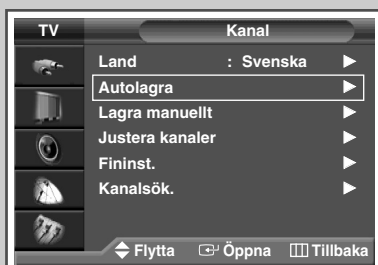 TV Kanal
Land : Svenska
Autolagra
Lagra manuellt
Justera kanaler
Fininst.
Kanalsök.
Flytta Öppna Tillbaka